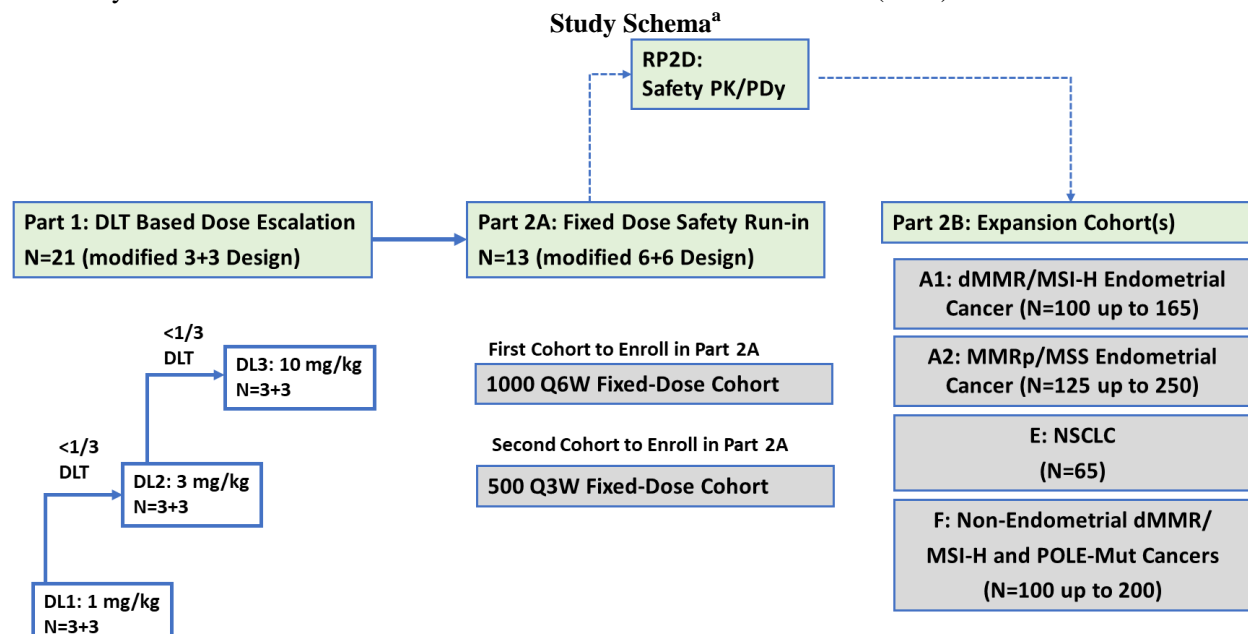 Study Schemaᵃ
RP2D:
Safety PK/PDy
Part 1: DLT Based Dose Escalation
N=21 (modified 3+3 Design)
Part 2A: Fixed Dose Safety Run-in
N=13 (modified 6+6 Design)
Part 2B: Expansion Cohort(s)
<1/3
DLT
DL3: 10 mg/kg
N=3+3
<1/3
DLT
DL2: 3 mg/kg
N=3+3
DL1: 1 mg/kg
N=3+3
First Cohort to Enroll in Part 2A
1000 Q6W Fixed-Dose Cohort
Second Cohort to Enroll in Part 2A
500 Q3W Fixed-Dose Cohort
A1: dMMR/MSI-H Endometrial
Cancer (N=100 up to 165)
A2: MMRp/MSS Endometrial
Cancer (N=125 up to 250)
E: NSCLC
(N=65)
F: Non-Endometrial dMMR/
MSI-H and POLE-Mut Cancers
(N=100 up to 200)